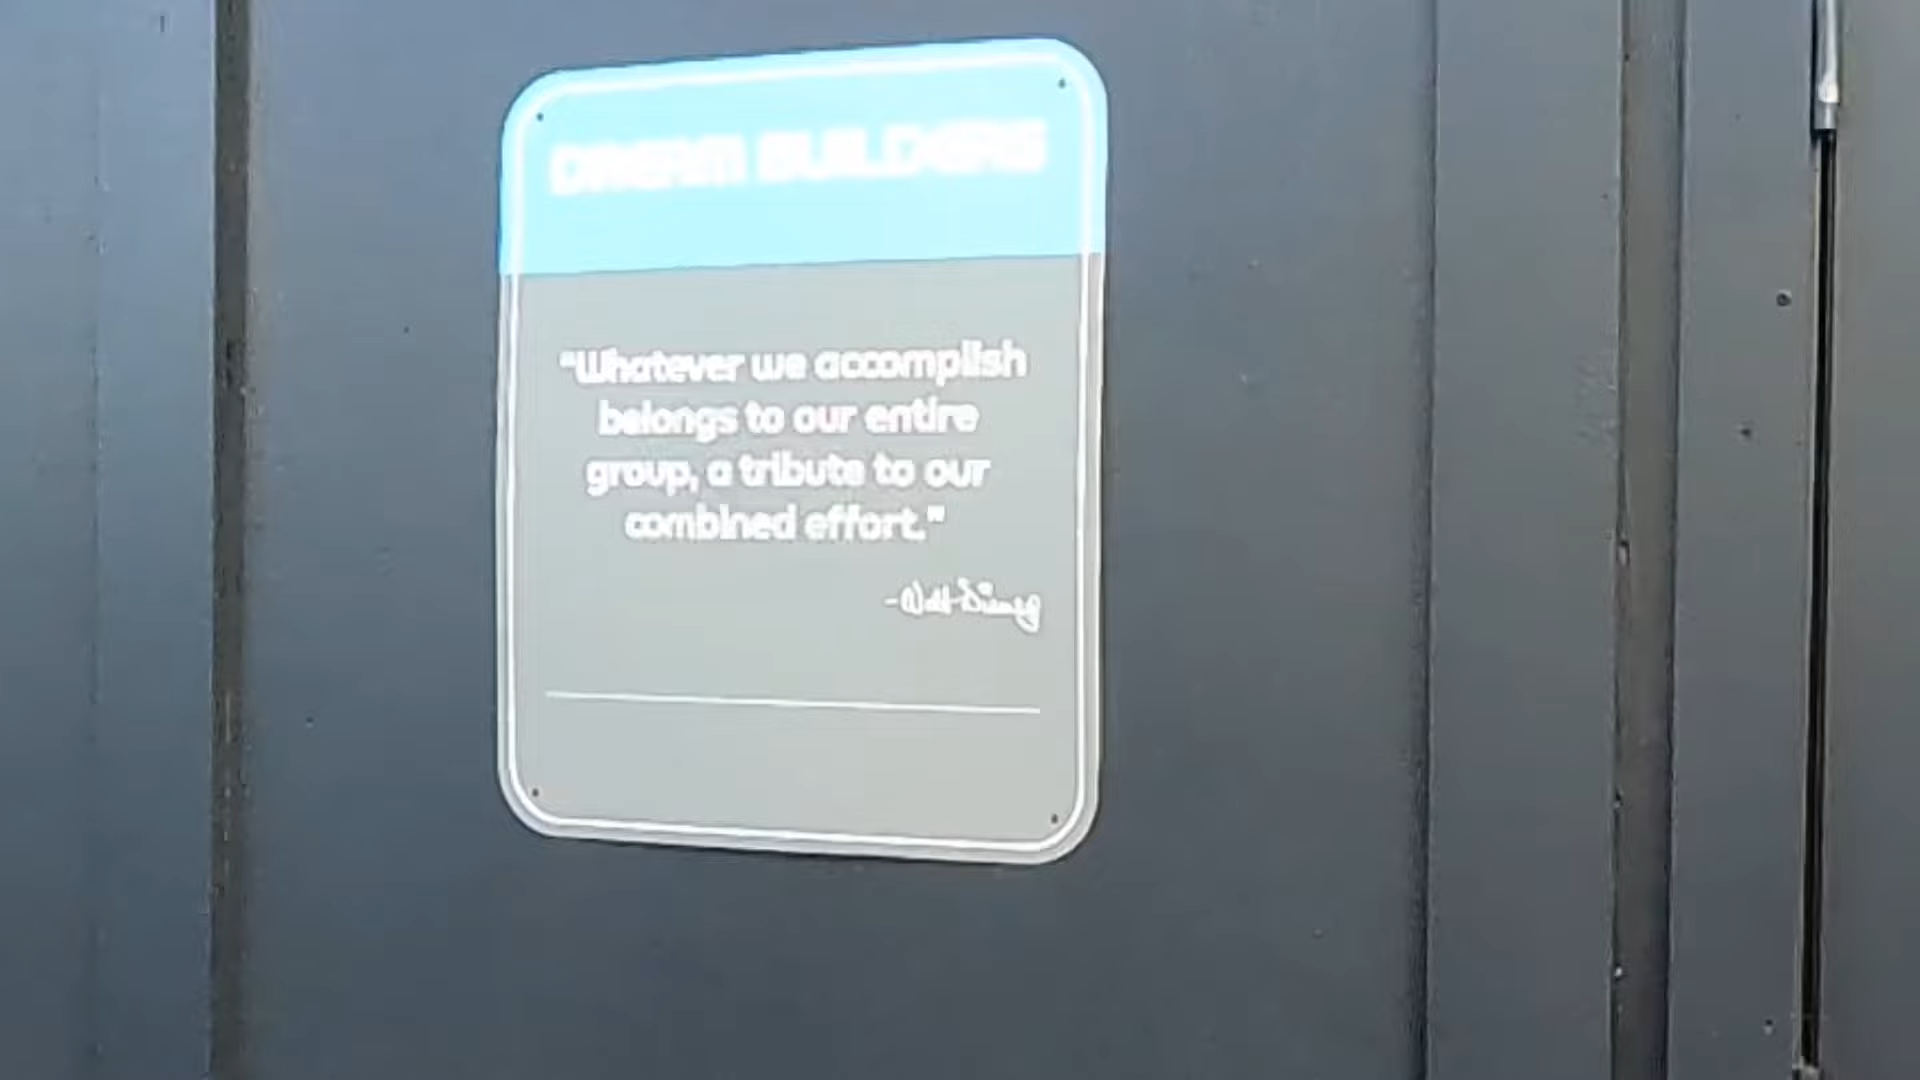 DREAM BUILDERS
"Whatever we accomplish
belongs to our entire
group, a tribute to our
combined effort."
-Walt Disney